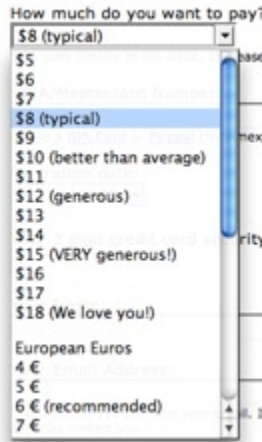 How much do you want to pay?
$8 (typical)
$5
$6
$7
$8 (typical)
$9
$10 (better than average)
$11
$12 (generous)
$13
$14
$15 (VERY generous!)
$16
$17
$18 (We love you!)
European Euros
4 €
5 €
6 € (recommended)
7 €